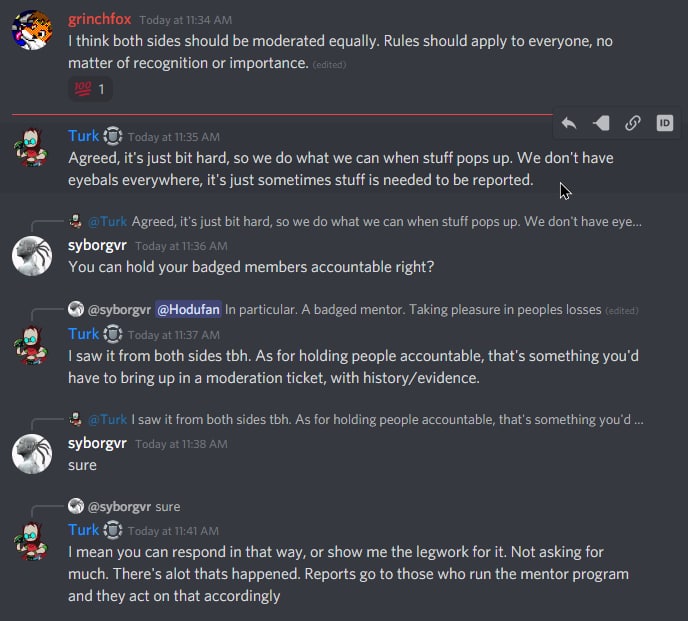 grinchfox Today at 11:34 AM
I think both sides should be moderated equally. Rules should apply to everyone, no
matter of recognition or importance. (edited)
💯 1
ID
Turk Today at 11:35 AM
Agreed, it's just bit hard, so we do what we can when stuff pops up. We don't have
eyebals everywhere, it's just sometimes stuff is needed to be reported.
@Turk Agreed, it's just bit hard, so we do what we can when stuff pops up. We don't have eye...
syborgvr Today at 11:36 AM
You can hold your badged members accountable right?
@syborgvr @Hodufan In particular. A badged mentor. Taking pleasure in peoples losses (edited)
Turk Today at 11:37 AM
I saw it from both sides tbh. As for holding people accountable, that's something you'd
have to bring up in a moderation ticket, with history/evidence.
@Turk I saw it from both sides tbh. As for holding people accountable, that's something you'd ...
syborgvr Today at 11:38 AM
sure
@syborgvr sure
Turk Today at 11:41 AM
I mean you can respond in that way, or show me the legwork for it. Not asking for
much. There's alot thats happened. Reports go to those who run the mentor program
and they act on that accordingly